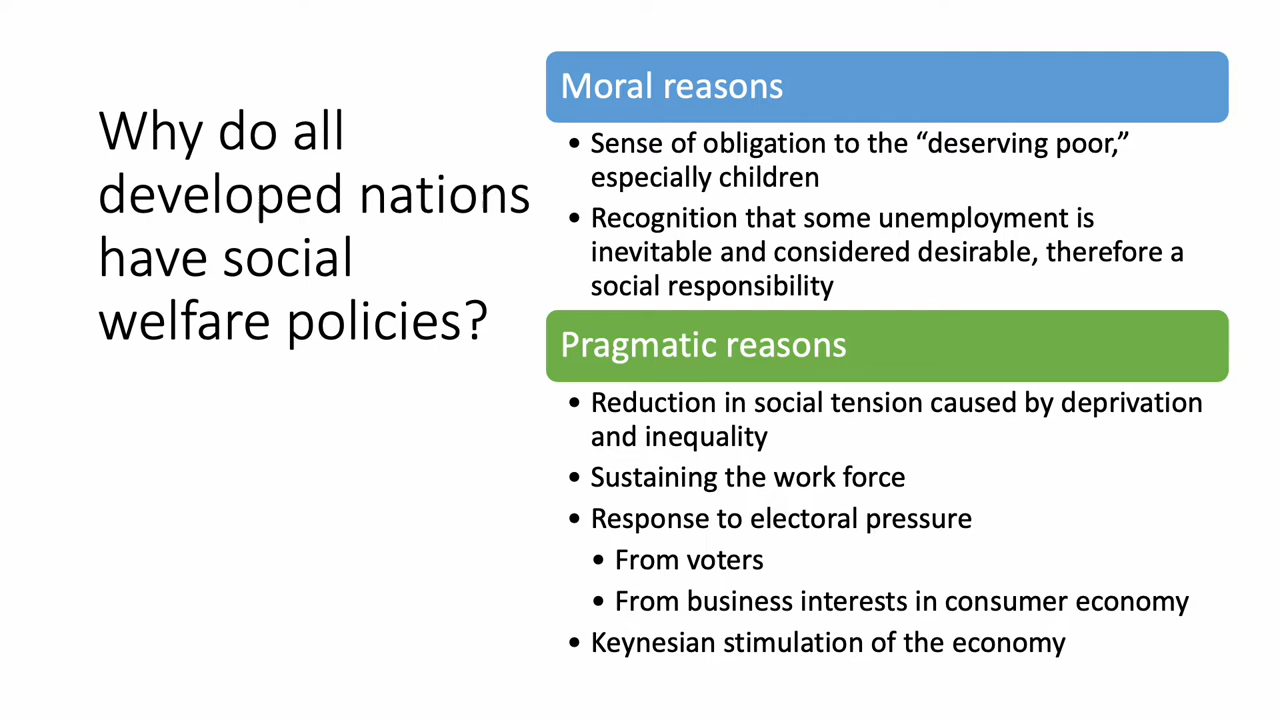 Why do all
developed nations
have social
welfare policies?
Moral reasons
• Sense of obligation to the “deserving poor,”
especially children
• Recognition that some unemployment is
inevitable and considered desirable, therefore a
social responsibility
Pragmatic reasons
• Reduction in social tension caused by deprivation
and inequality
• Sustaining the work force
• Response to electoral pressure
• From voters
• From business interests in consumer economy
• Keynesian stimulation of the economy